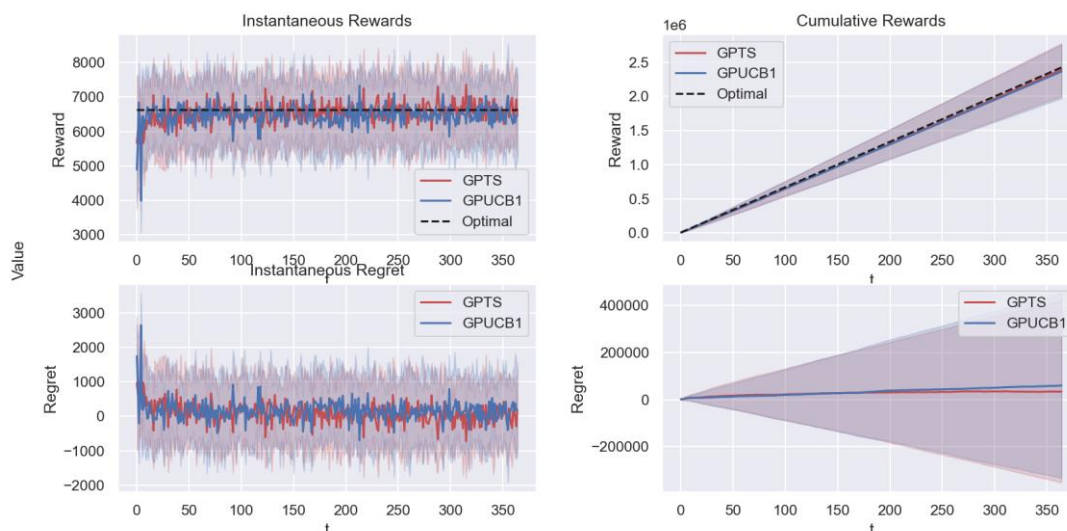 Instantaneous Rewards
8000
7000
6000
5000
4000
3000
Reward
GPTS
GPUCB1
Optimal
0 50 100 150 200 250 300 350
t
Cumulative Rewards
1e6
2.5
2.0
1.5
1.0
0.5
0.0
Reward
GPTS
GPUCB1
Optimal
0 50 100 150 200 250 300 350
t
Value
Instantaneous Regret
3000
2000
1000
0
−1000
−2000
Regret
GPTS
GPUCB1
0 50 100 150 200 250 300 350
t
400000
200000
0
−200000
Regret
GPTS
GPUCB1
0 50 100 150 200 250 300 350
t